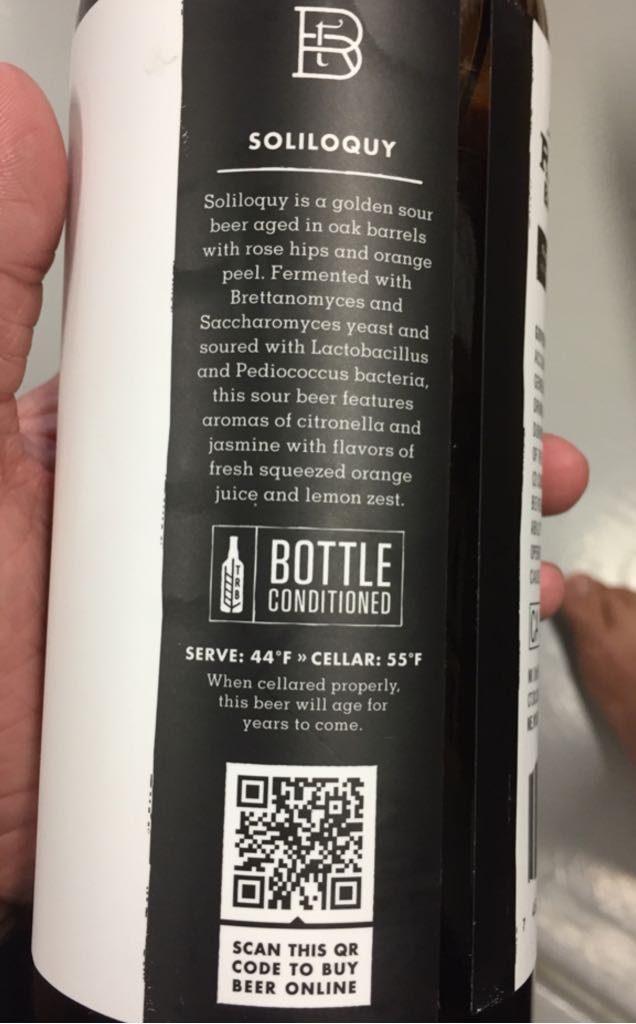 SOLILOQUY
Soliloquy is a golden sour
beer aged in oak barrels
with rose hips and orange
peel. Fermented with
Brettanomyces and
Saccharomyces yeast and
soured with Lactobacillus
and Pediococcus bacteria,
this sour beer features
aromas of citronella and
jasmine with flavors of
fresh squeezed orange
juice and lemon zest.
TRB
BOTTLE
CONDITIONED
SERVE: 44°F » CELLAR: 55°F
When cellared properly,
this beer will age for
years to come.
SCAN THIS QR
CODE TO BUY
BEER ONLINE